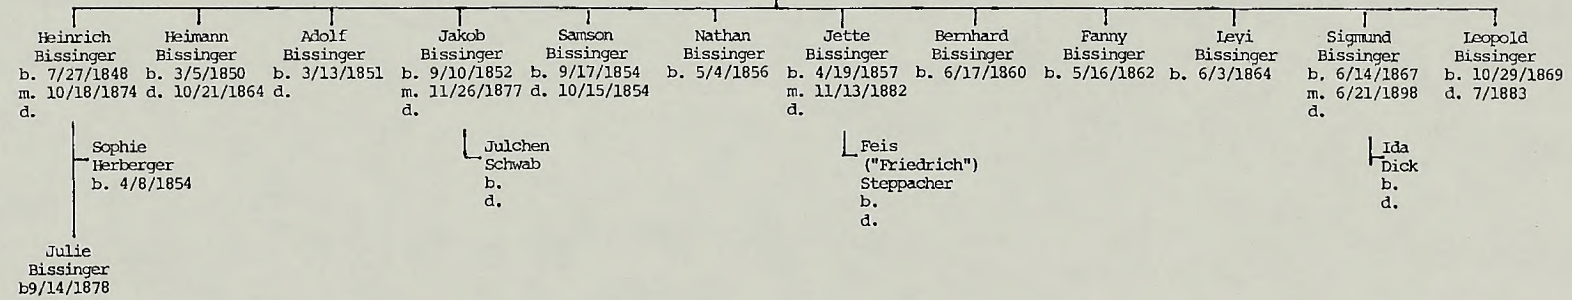 Heinrich
Bissinger
b. 7/27/1848
m. 10/18/1874
d.
Heimann
Bissinger
b. 3/5/1850
d. 10/21/1864
Adolf
Bissinger
b. 3/13/1851
d.
Jakob
Bissinger
b. 9/10/1852
m. 11/26/1877
d.
Samson
Bissinger
b. 9/17/1854
d. 10/15/1854
Nathan
Bissinger
b. 5/4/1856
Jette
Bissinger
b. 4/19/1857
m. 11/13/1882
d.
Bernhard
Bissinger
b. 6/17/1860
Fanny
Bissinger
b. 5/16/1862
Levi
Bissinger
b. 6/3/1864
Sigmund
Bissinger
b. 6/14/1867
m. 6/21/1898
d.
Leopold
Bissinger
b. 10/29/1869
d. 7/1883
Sophie
Herberger
b. 4/8/1854
Julchen
Schwab
b.
d.
Feis
("Friedrich")
Steppacher
b.
d.
Ida
Dick
b.
d.
Julie
Bissinger
b9/14/1878